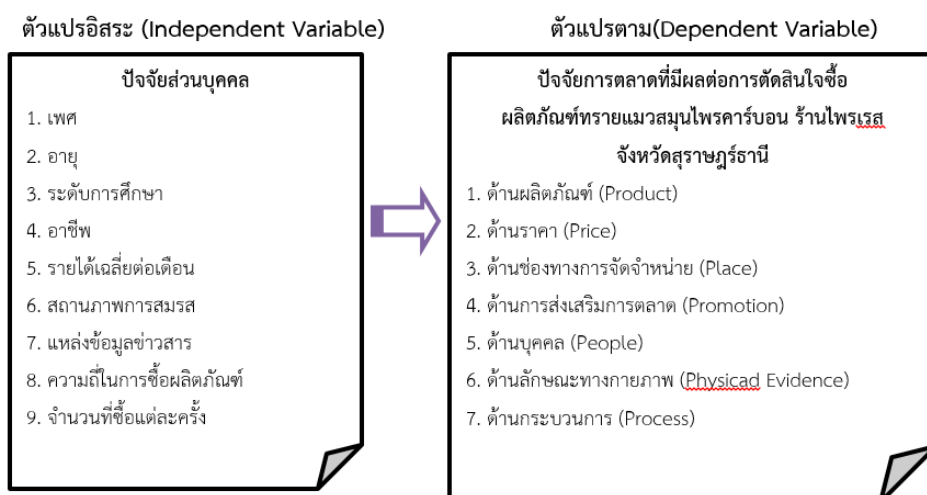 ตัวแปรอิสระ (Independent Variable)
ปัจจัยส่วนบุคคล
1. เพศ
2. อายุ
3. ระดับการศึกษา
4. อาชีพ
5. รายได้เฉลี่ยต่อเดือน
6. สถานภาพการสมรส
7. แหล่งข้อมูลข่าวสาร
8. ความถี่ในการซื้อผลิตภัณฑ์
9. จำนวนที่ซื้อแต่ละครั้ง
ตัวแปรตาม(Dependent Variable)
ปัจจัยการตลาดที่มีผลต่อการตัดสินใจซื้อ
ผลิตภัณฑ์ทรายแมวสมุนไพรคาร์บอน ร้านไพรเรส
จังหวัดสุราษฎร์ธานี
1. ด้านผลิตภัณฑ์ (Product)
2. ด้านราคา (Price)
3. ด้านช่องทางการจัดจำหน่าย (Place)
4. ด้านการส่งเสริมการตลาด (Promotion)
5. ด้านบุคคล (People)
6. ด้านลักษณะทางกายภาพ (Physicad Evidence)
7. ด้านกระบวนการ (Process)